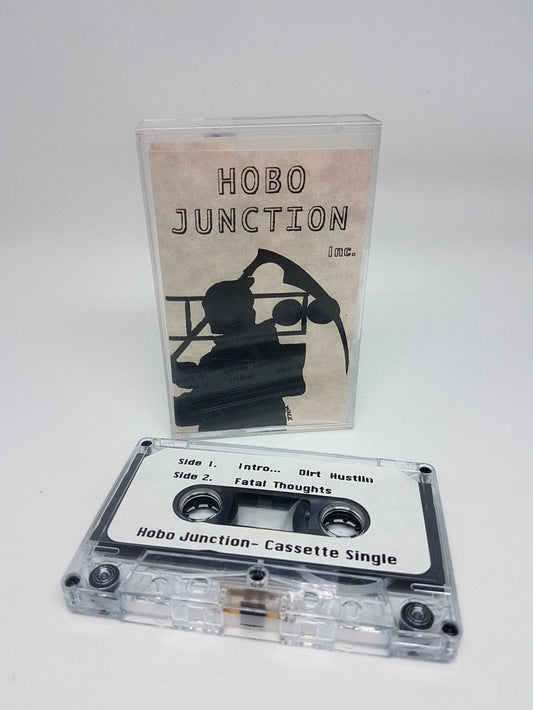 HOBO
JUNCTION
Inc.
Side 1. Intro... Dirt Hustlin
Side 2. Fatal Thoughts
Hobo Junction- Cassette Single